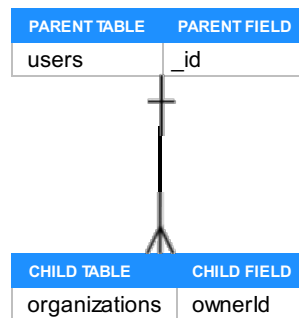 PARENT TABLE PARENT FIELD
users _id
CHILD TABLE CHILD FIELD
organizations ownerId